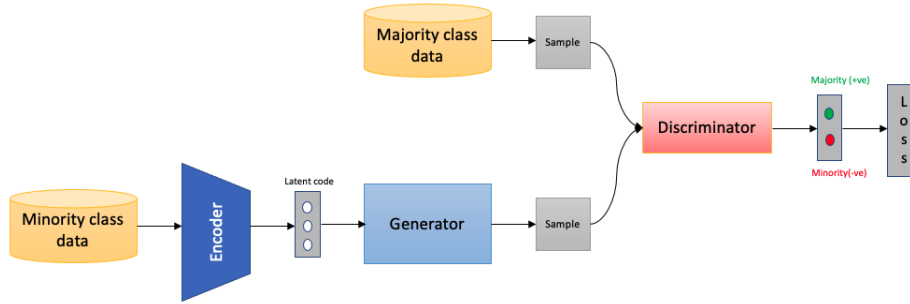 Majority class
data
Sample
Majority (+ve)
Discriminator
L
o
s
s
Minority(-ve)
Latent code
Minority class
data
Encoder
Generator
Sample